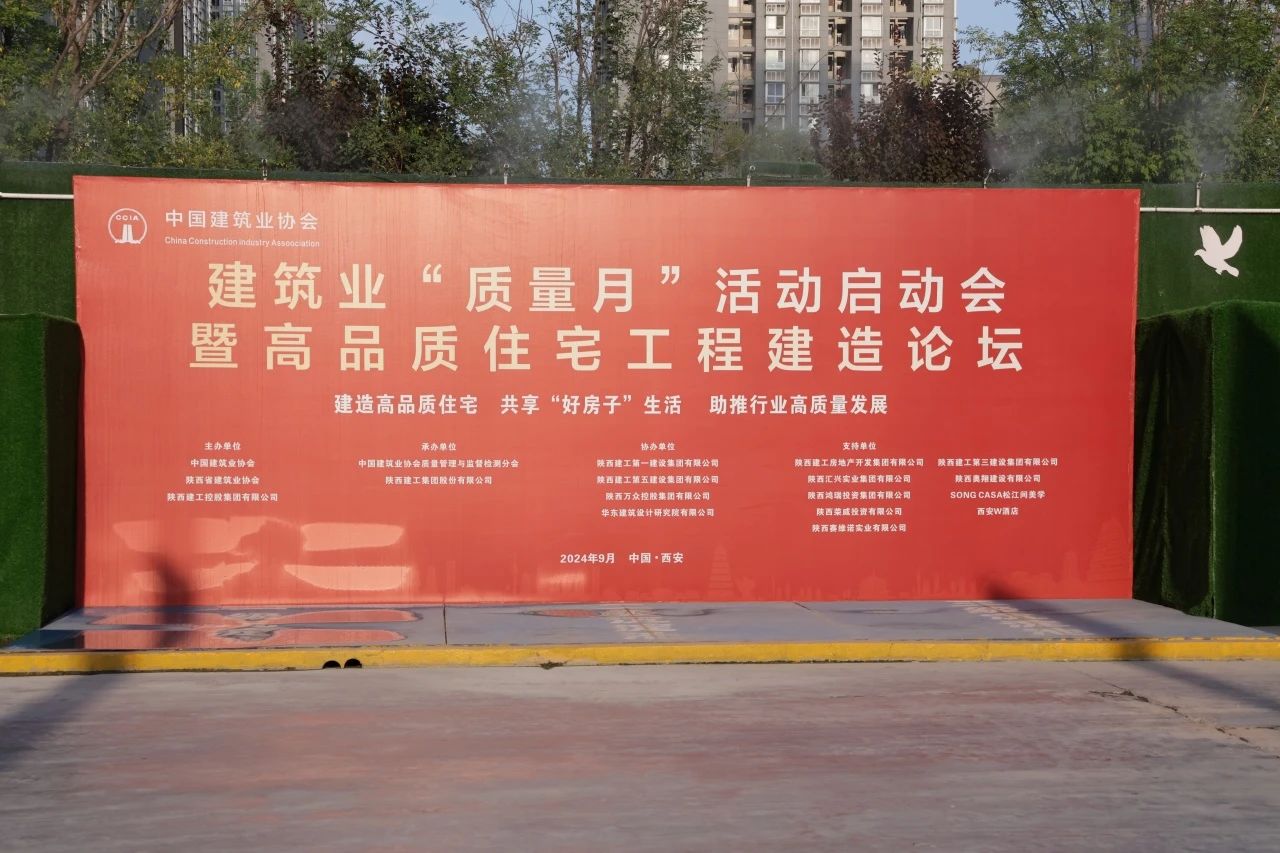 CCIA
中国建筑业协会
China Construction Industry Assoociation
建筑业“质量月”活动启动会
暨高品质住宅工程建造论坛
建造高品质住宅 共享“好房子”生活 助推行业高质量发展
主办单位
中国建筑业协会
陕西省建筑业协会
陕西建工控股集团有限公司
承办单位
中国建筑业协会质量管理与监督检测分会
陕西建工集团股份有限公司
协办单位
陕西建工第一建设集团有限公司
陕西建工第五建设集团有限公司
陕西万众控股集团有限公司
华东建筑设计研究院有限公司
支持单位
陕西建工房地产开发集团有限公司
陕西汇兴实业集团有限公司
陕西鸿瑞投资集团有限公司
陕西荣威投资有限公司
陕西赛维诺实业有限公司
陕西建工第三建设集团有限公司
陕西奥翔建设有限公司
SONG CASA松江间美学
西安W酒店
2024年9月 中国·西安